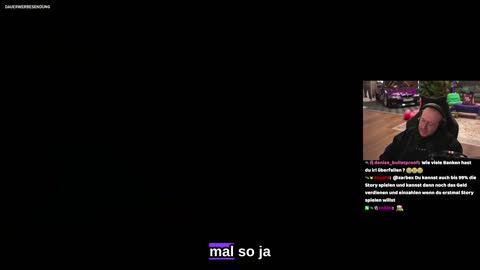 DAUERWERBESENDUNG
Wie viele Banken hast
du irl überfallen ?
@zarbex Du kannst auch bis 99% die
Story spielen und kannst dann noch das Geld
verdienen und einzahlen wenn du erstmal Story
spielen willst
mal so ja